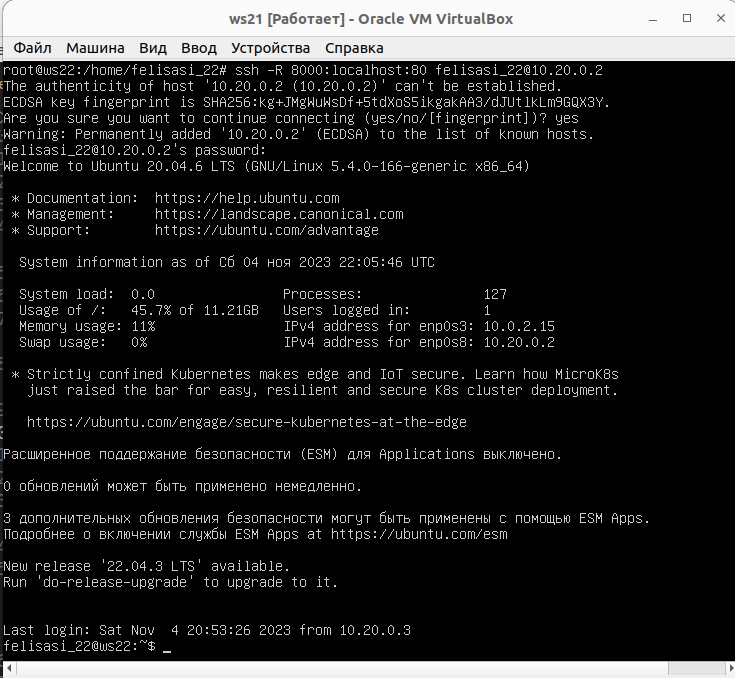 ws21 [Работает] - Oracle VM VirtualBox
Файл Машина Вид Ввод Устройства Справка
root@ws22:/home/felisasi_22# ssh -R 8000:localhost:80 felisasi_22@10.20.0.2
The authenticity of host '10.20.0.2 (10.20.0.2)' can't be established.
ECDSA key fingerprint is SHA256:kg+JMgWuWsDf+5tdXoS5ikgakAA3/dJUtlkLm9GQX3Y.
Are you sure you want to continue connecting (yes/no/[fingerprint])? yes
Warning: Permanently added '10.20.0.2' (ECDSA) to the list of known hosts.
felisasi_22@10.20.0.2's password:
Welcome to Ubuntu 20.04.6 LTS (GNU/Linux 5.4.0-166-generic x86_64)
* Documentation:  https://help.ubuntu.com
* Management:     https://landscape.canonical.com
* Support:        https://ubuntu.com/advantage
System information as of Сб 04 ноя 2023 22:05:46 UTC
System load:  0.0                Processes:               127
Usage of /:   45.7% of 11.21GB   Users logged in:         1
Memory usage: 11%                IPv4 address for enp0s3: 10.0.2.15
Swap usage:   0%                 IPv4 address for enp0s8: 10.20.0.2
* Strictly confined Kubernetes makes edge and IoT secure. Learn how MicroK8s
just raised the bar for easy, resilient and secure K8s cluster deployment.
https://ubuntu.com/engage/secure-kubernetes-at-the-edge
Расширенное поддержание безопасности (ESM) для Applications выключено.
0 обновлений может быть применено немедленно.
3 дополнительных обновления безопасности могут быть применены с помощью ESM Apps.
Подробнее о включении службы ESM Apps at https://ubuntu.com/esm
New release '22.04.3 LTS' available.
Run 'do-release-upgrade' to upgrade to it.
Last login: Sat Nov  4 20:53:26 2023 from 10.20.0.3
felisasi_22@ws22:~$ _